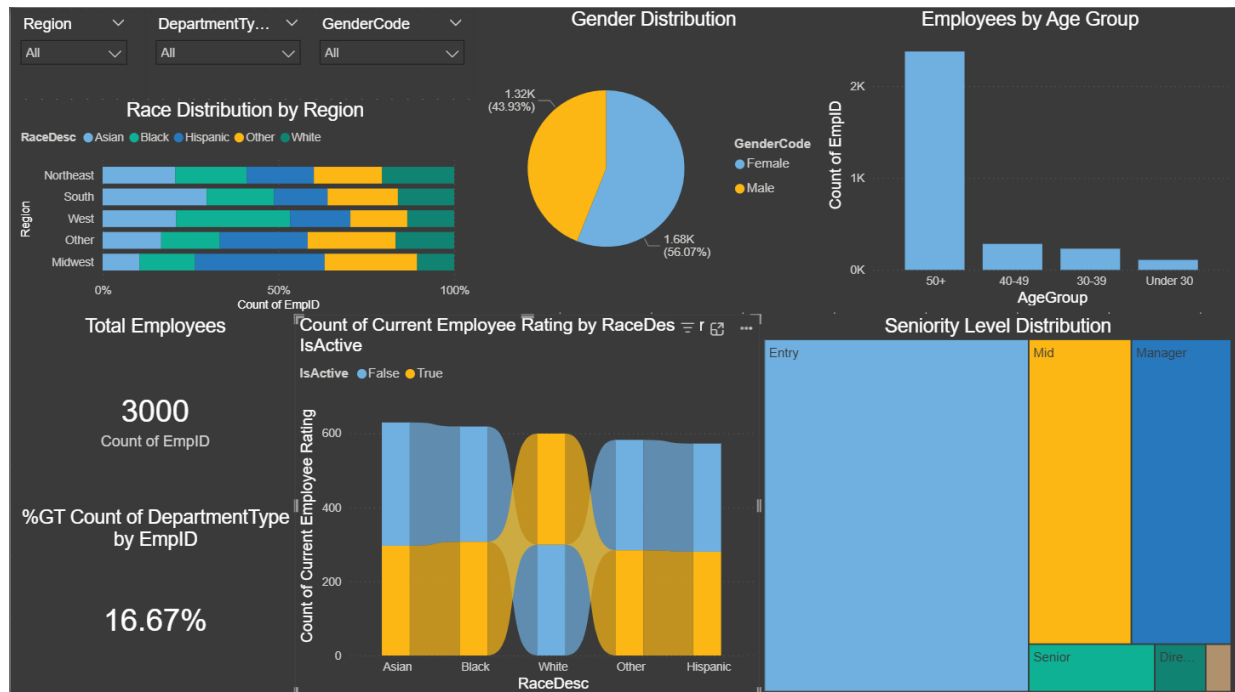 Region
DepartmentTy...
GenderCode
All
All
All
Race Distribution by Region
RaceDesc Asian Black Hispanic Other White
Region
Northeast
South
West
Other
Midwest
0%
50%
100%
Count of EmpID
Gender Distribution
1.32K
(43.93%)
1.68K
(56.07%)
GenderCode
Female
Male
Employees by Age Group
Count of EmpID
2K
1K
0K
50+
40-49
30-39
Under 30
AgeGroup
Total Employees
3000
Count of EmpID
%GT Count of DepartmentType
by EmpID
16.67%
Count of Current Employee Rating by RaceDes
IsActive
IsActive False True
Count of Current Employee Rating
600
400
200
0
Asian
Black
White
Other
Hispanic
RaceDesc
Seniority Level Distribution
Entry
Mid
Manager
Senior
Dire...